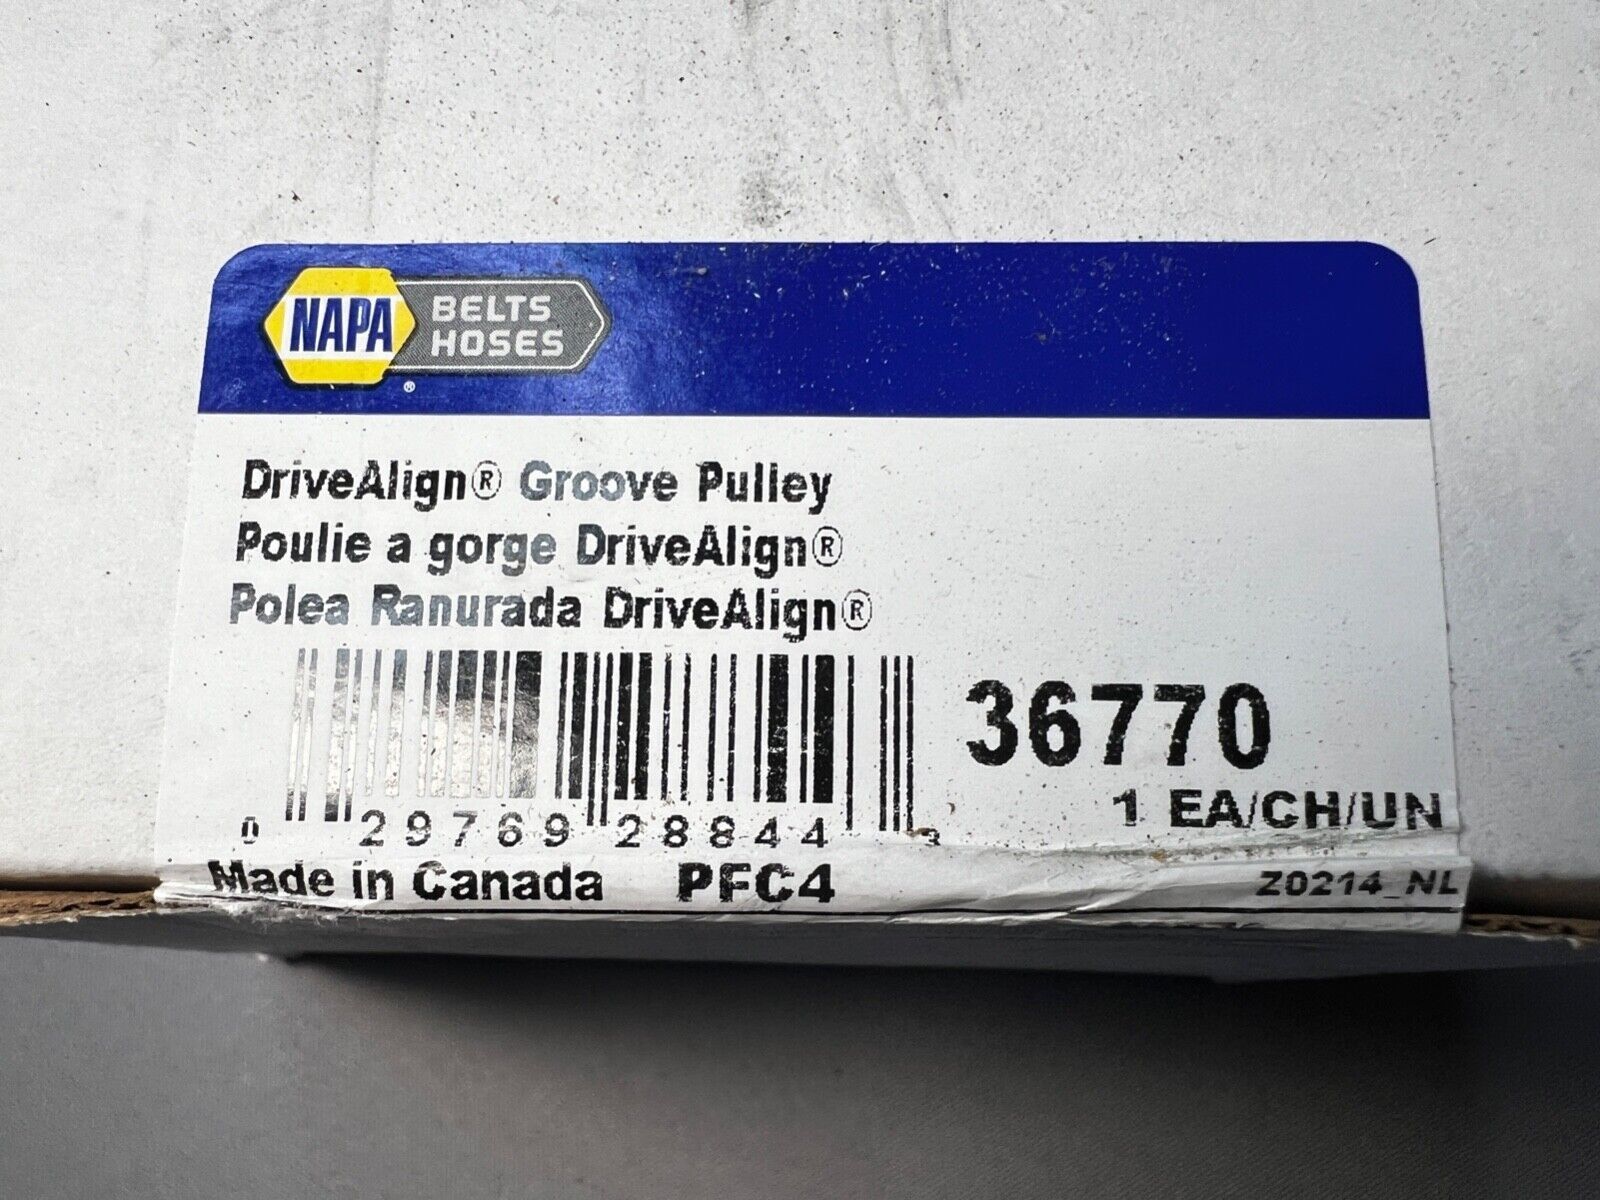 NAPA
BELTS
HOSES
®
DriveAlign® Groove Pulley
Poulie a gorge DriveAlign®
Polea Ranurada DriveAlign®
36770
1 EA/CH/UN
0 29769 28844 3
Made in Canada PFC4
Z0214_NL